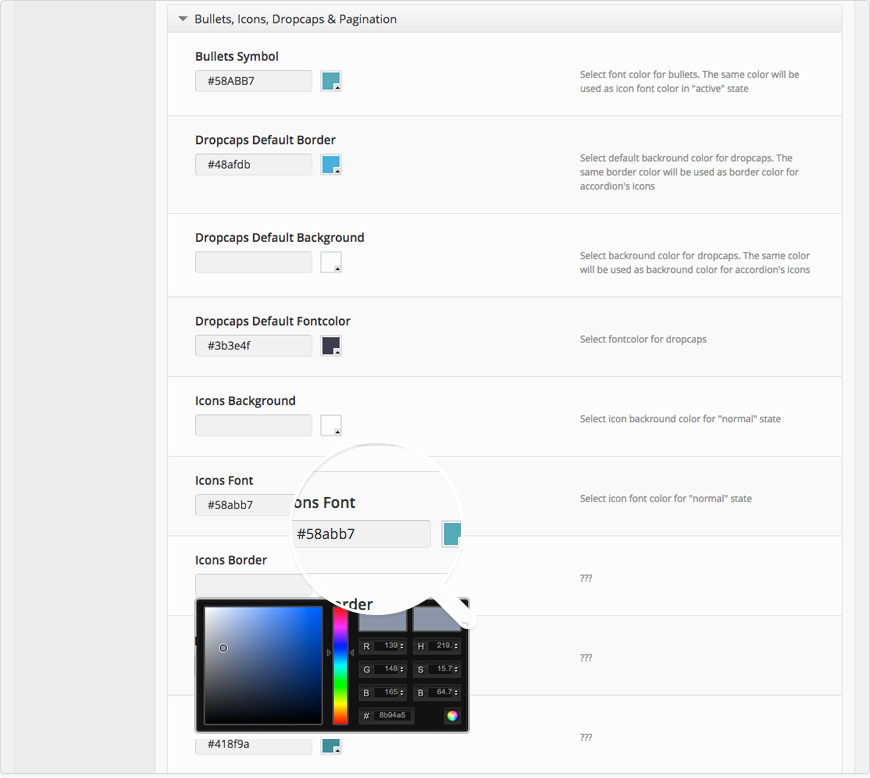 Bullets, Icons, Dropcaps & Pagination
Bullets Symbol
#58ABB7
Select font color for bullets. The same color will be
used as icon font color in "active" state
Dropcaps Default Border
#48afdb
Select default backround color for dropcaps. The
same border color will be used as border color for
accordion's icons
Dropcaps Default Background
Select backround color for dropcaps. The same color
will be used as backround color for accordion's icons
Dropcaps Default Fontcolor
#3b3e4f
Select fontcolor for dropcaps
Icons Background
Select icon backround color for "normal" state
Icons Font
#58abb7
Select icon font color for "normal" state
ons Font
#58abb7
Icons Border
???
rder
R 139 H 219.
G 148 S 15.7
B 165 B 64.7
# 8b94a5
???
#418f9a
???